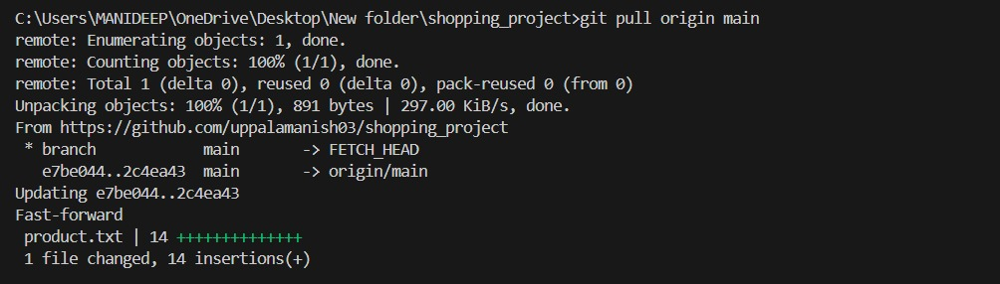 C:\Users\MANIDEEP\OneDrive\Desktop\New folder\shopping_project>git pull origin main
remote: Enumerating objects: 1, done.
remote: Counting objects: 100% (1/1), done.
remote: Total 1 (delta 0), reused 0 (delta 0), pack-reused 0 (from 0)
Unpacking objects: 100% (1/1), 891 bytes | 297.00 KiB/s, done.
From https://github.com/uppalamanish03/shopping_project
 * branch            main       -> FETCH_HEAD
   e7be044..2c4ea43  main       -> origin/main
Updating e7be044..2c4ea43
Fast-forward
 product.txt | 14 ++++++++++++++
 1 file changed, 14 insertions(+)